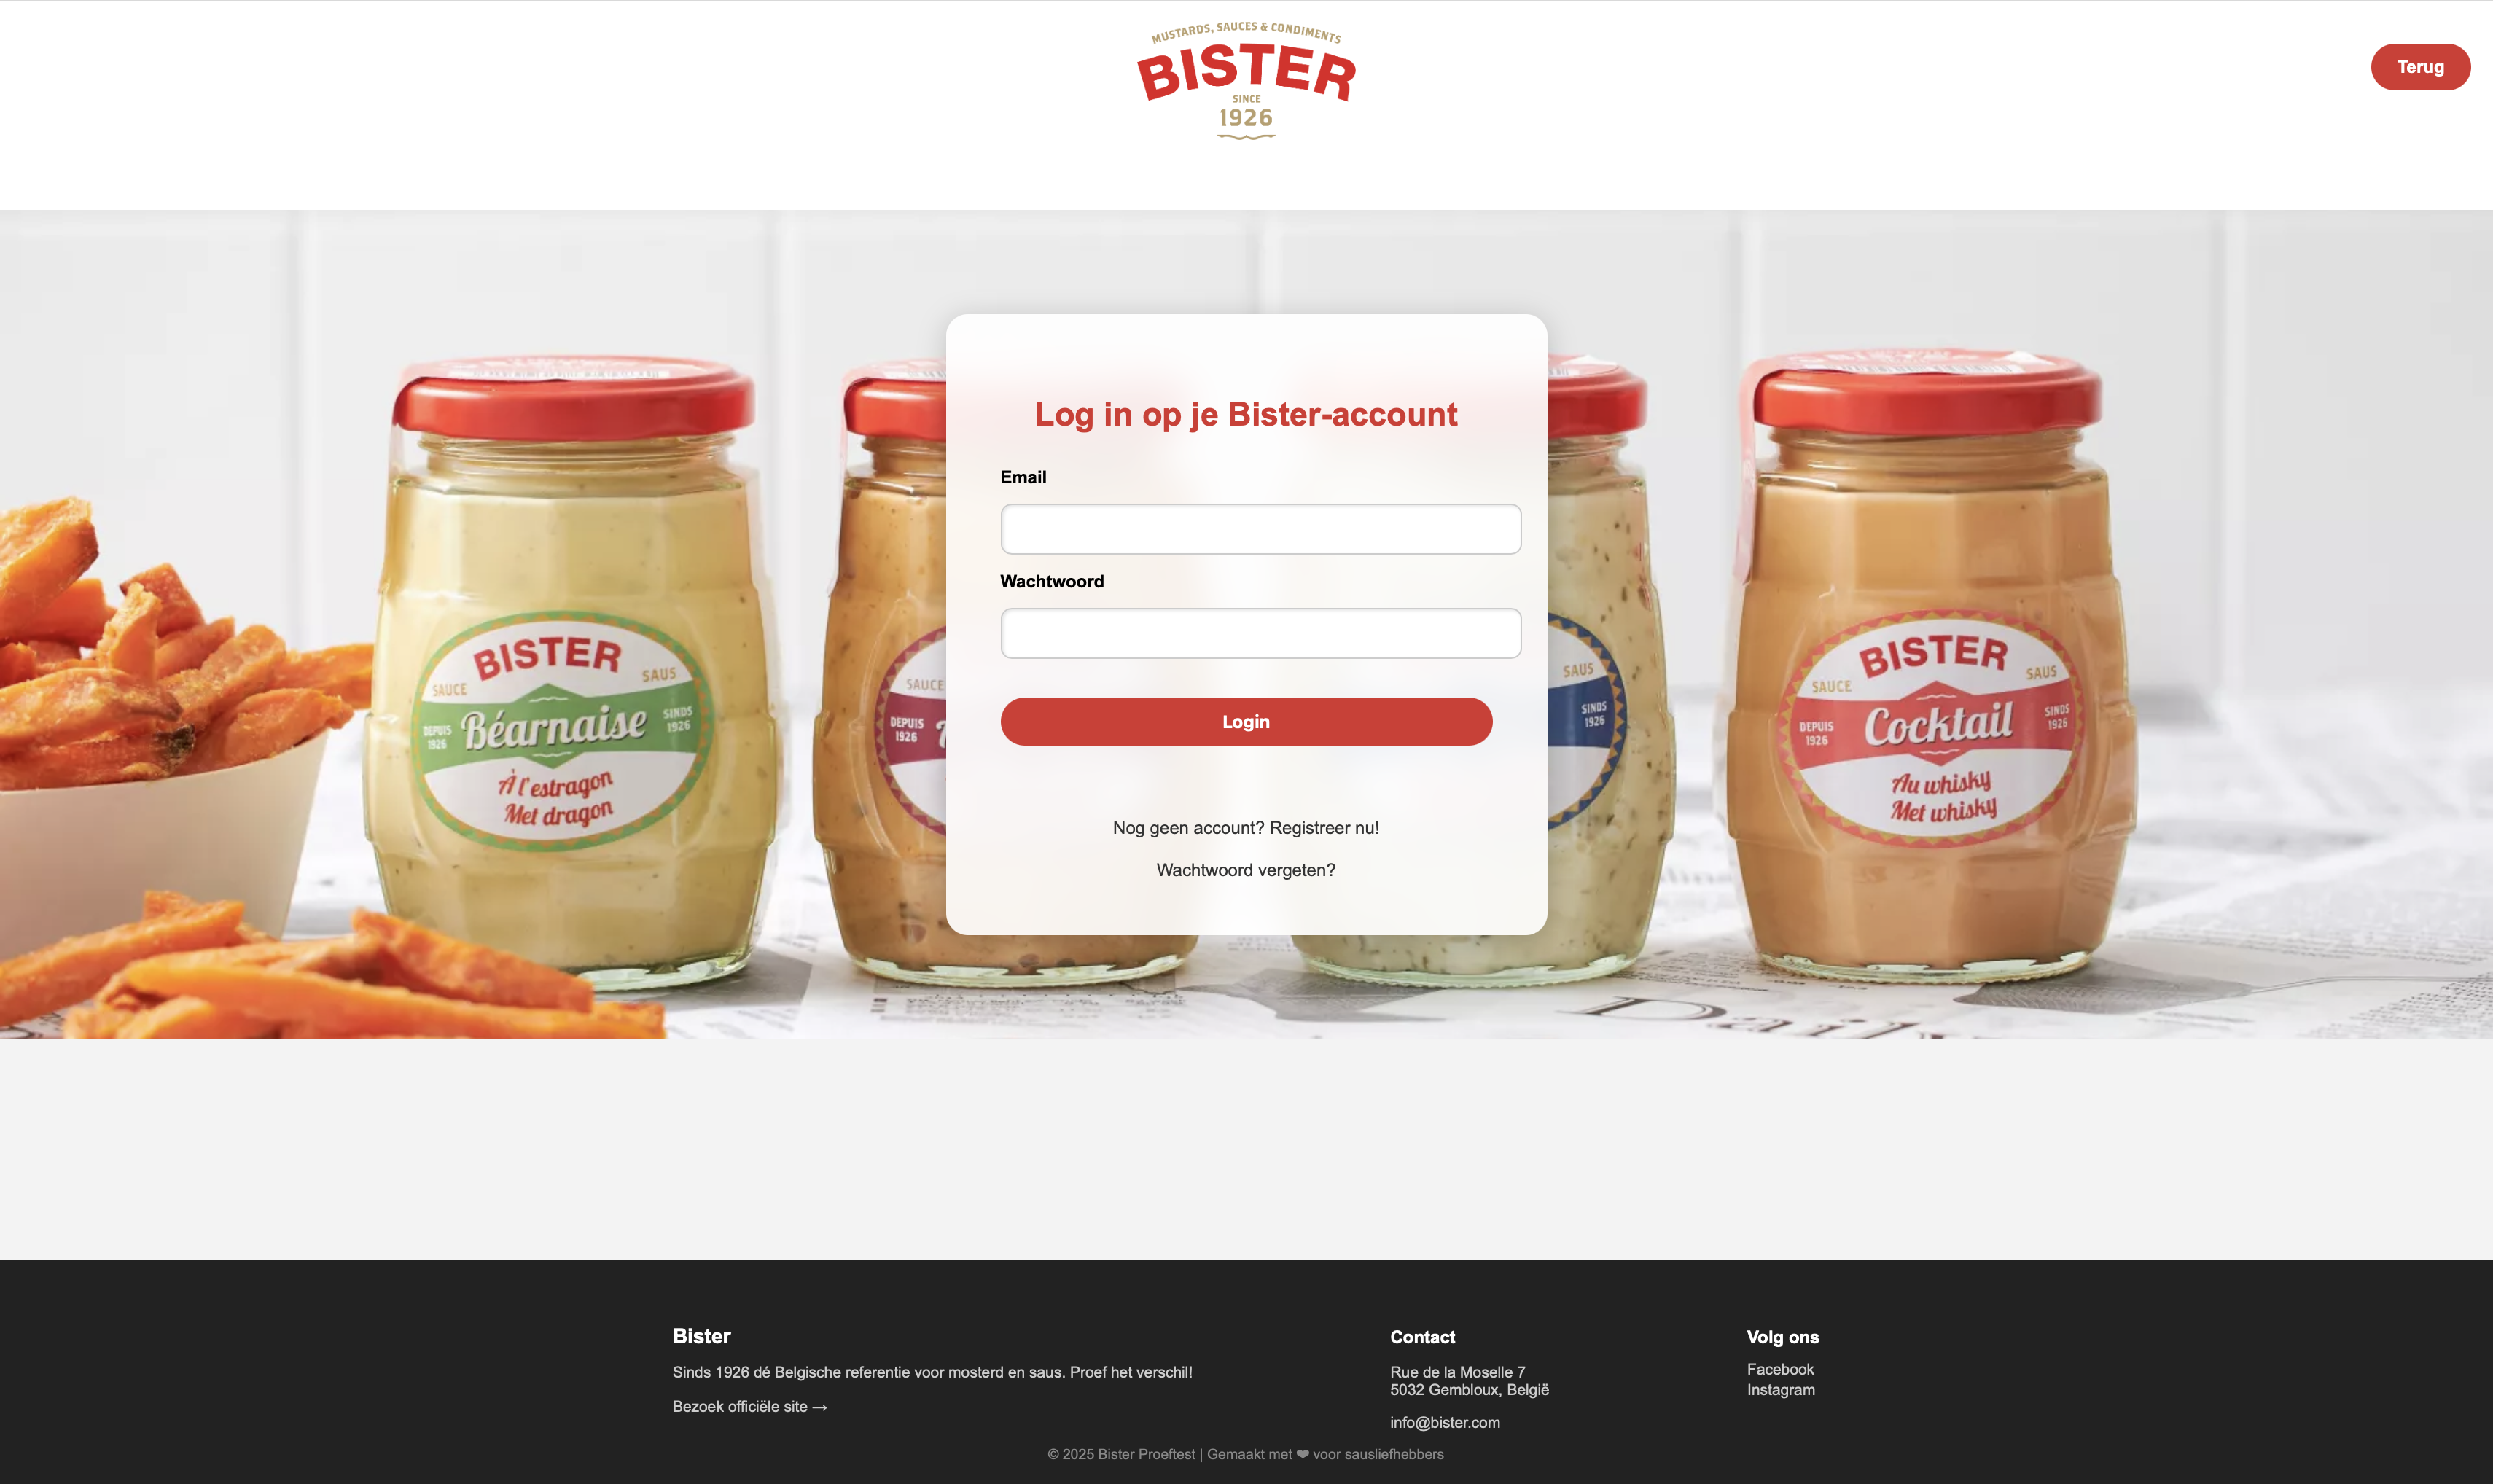 MUSTARDS, SAUCES & CONDIMENTS
BISTER
SINCE
1926
Terug
Log in op je Bister-account
Email
Wachtwoord
Login
Nog geen account? Registreer nu!
Wachtwoord vergeten?
BISTER
SAUCE SAUS
DEPUIS 1926 Béarnaise SINDS 1926
À l'estragon
Met dragon
SAUCE
DEPUIS
1926
SAUS
SINDS
1926
BISTER
SAUCE SAUS
DEPUIS 1926 Cocktail SINDS 1926
Au whisky
Met whisky
Bister
Sinds 1926 dé Belgische referentie voor mosterd en saus. Proef het verschil!
Bezoek officiële site →
Contact
Rue de la Moselle 7
5032 Gembloux, België
info@bister.com
Volg ons
Facebook
Instagram
© 2025 Bister Proeftest | Gemaakt met ❤ voor sausliefhebbers